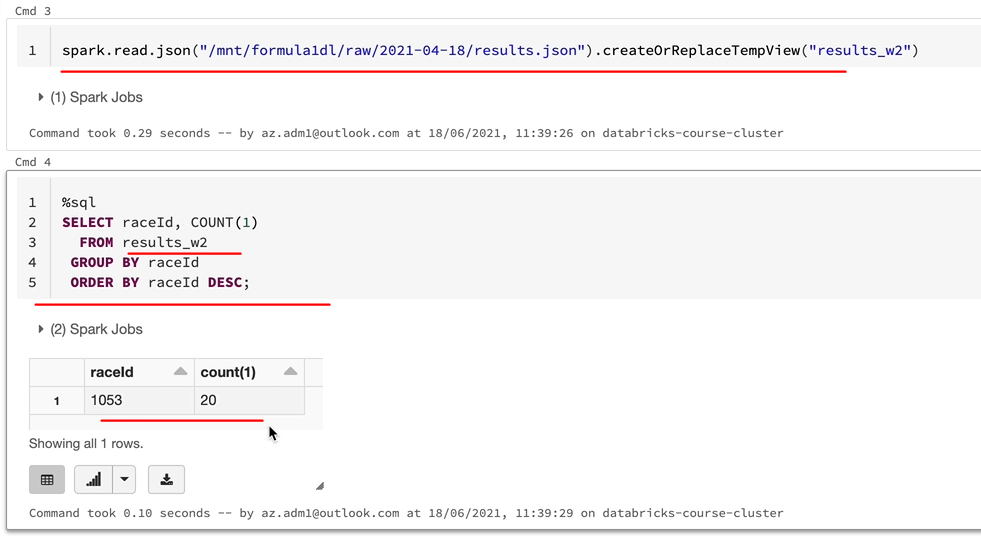 Cmd 3
1 spark.read.json("/mnt/formula1dl/raw/2021-04-18/results.json").createOrReplaceTempView("results_w2")
(1) Spark Jobs
Command took 0.29 seconds -- by az.adm1@outlook.com at 18/06/2021, 11:39:26 on databricks-course-cluster
Cmd 4
1 %sql
2 SELECT raceId, COUNT(1)
3 FROM results_w2
4 GROUP BY raceId
5 ORDER BY raceId DESC;
(2) Spark Jobs
raceId count(1)
1 1053 20
Showing all 1 rows.
Command took 0.10 seconds -- by az.adm1@outlook.com at 18/06/2021, 11:39:29 on databricks-course-cluster